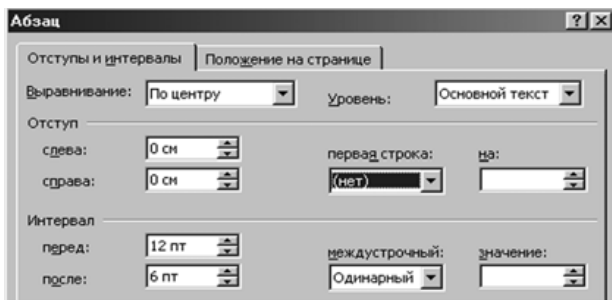 Абзац
Отступы и интервалы Положение на странице
Выравнивание: По центру Уровень: Основной текст
Отступ
слева: 0 см первая строка: на:
справа: 0 см (нет)
Интервал
перед: 12 пт междустрочный: значение:
после: 6 пт Одинарный